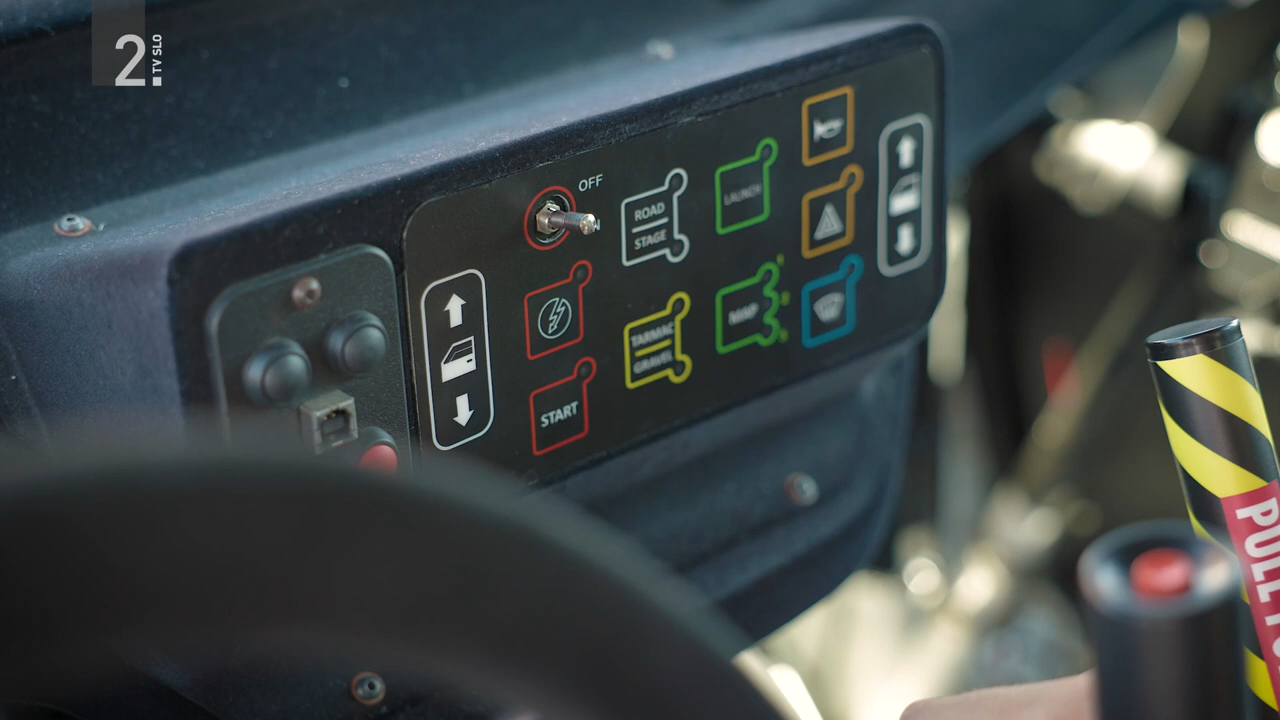 2.
TV SLO
OFF
ROAD
STAGE
LAUNCH
TARMAC
GRAVEL
MAP
START
PULL